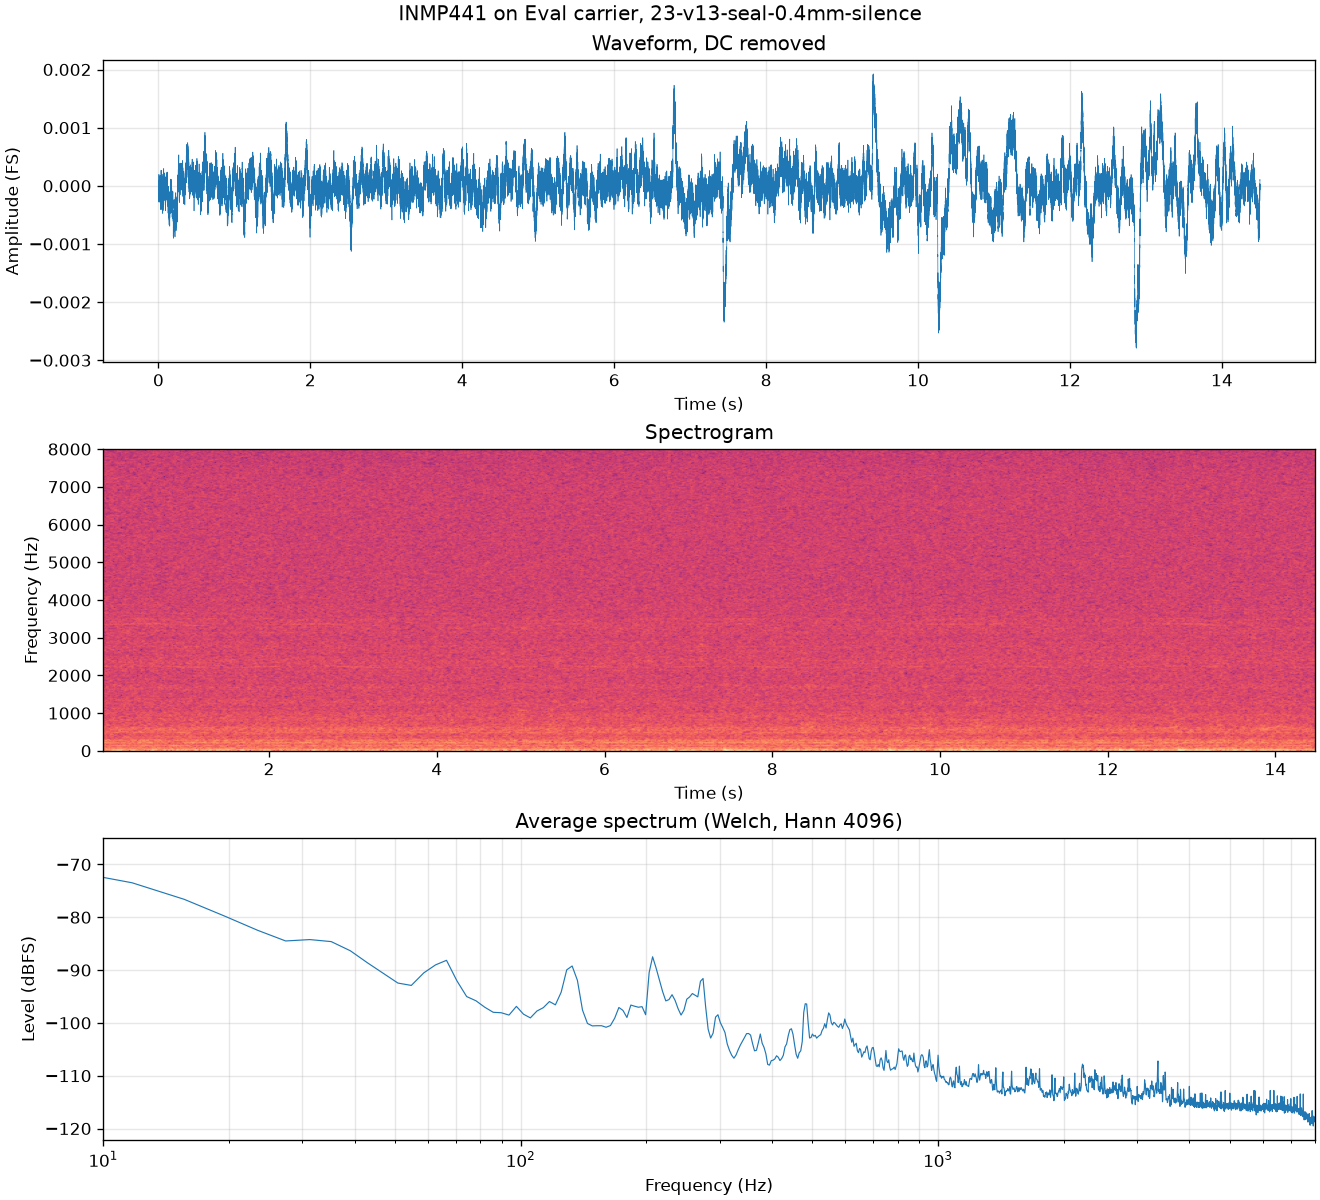 INMP441 on Eval carrier, 23-v13-seal-0.4mm-silence
Waveform, DC removed
0.002
0.001
0.000
−0.001
−0.002
−0.003
Amplitude (FS)
0 2 4 6 8 10 12 14
Time (s)
Spectrogram
8000
7000
6000
5000
4000
3000
2000
1000
0
Frequency (Hz)
2 4 6 8 10 12 14
Time (s)
Average spectrum (Welch, Hann 4096)
−70
−80
−90
−100
−110
−120
Level (dBFS)
10¹ 10² 10³
Frequency (Hz)